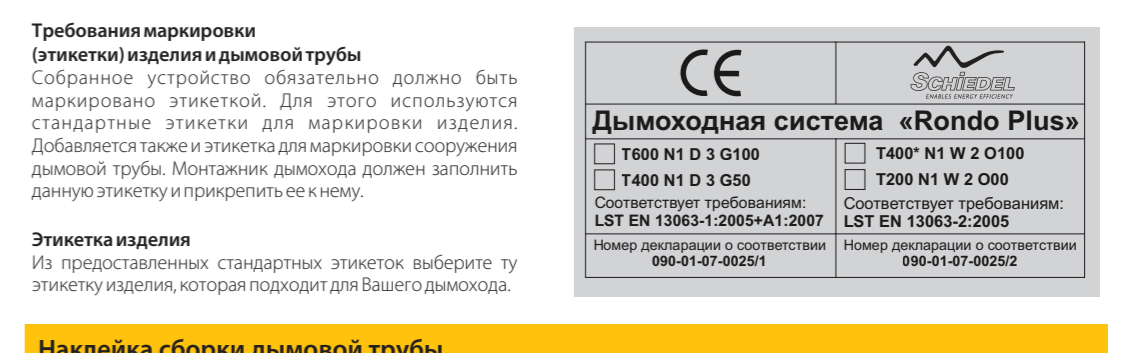 Требования маркировки
(этикетки) изделия и дымовой трубы
Собранное устройство обязательно должно быть
маркировано этикеткой. Для этого используются
стандартные этикетки для маркировки изделия.
Добавляется также и этикетка для маркировки сооружения
дымовой трубы. Монтажник дымохода должен заполнить
данную этикетку и прикрепить ее к нему.
Этикетка изделия
Из предоставленных стандартных этикеток выберите ту
этикетку изделия, которая подходит для Вашего дымохода.
CE
SCHIEDEL
ENABLES ENERGY EFFICIENCY
Дымоходная система «Rondo Plus»
T600 N1 D 3 G100
T400 N1 D 3 G50
Соответствует требованиям:
LST EN 13063-1:2005+A1:2007
T400* N1 W 2 O100
T200 N1 W 2 O00
Соответствует требованиям:
LST EN 13063-2:2005
Номер декларации о соответствии
090-01-07-0025/1
Номер декларации о соответствии
090-01-07-0025/2
Наклейка сборки дымовой трубы